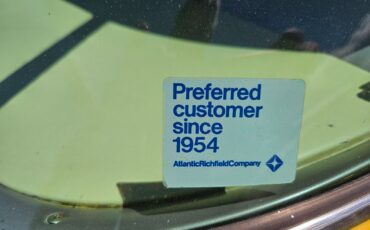 Preferred
customer
since
1954
AtlanticRichfieldCompany